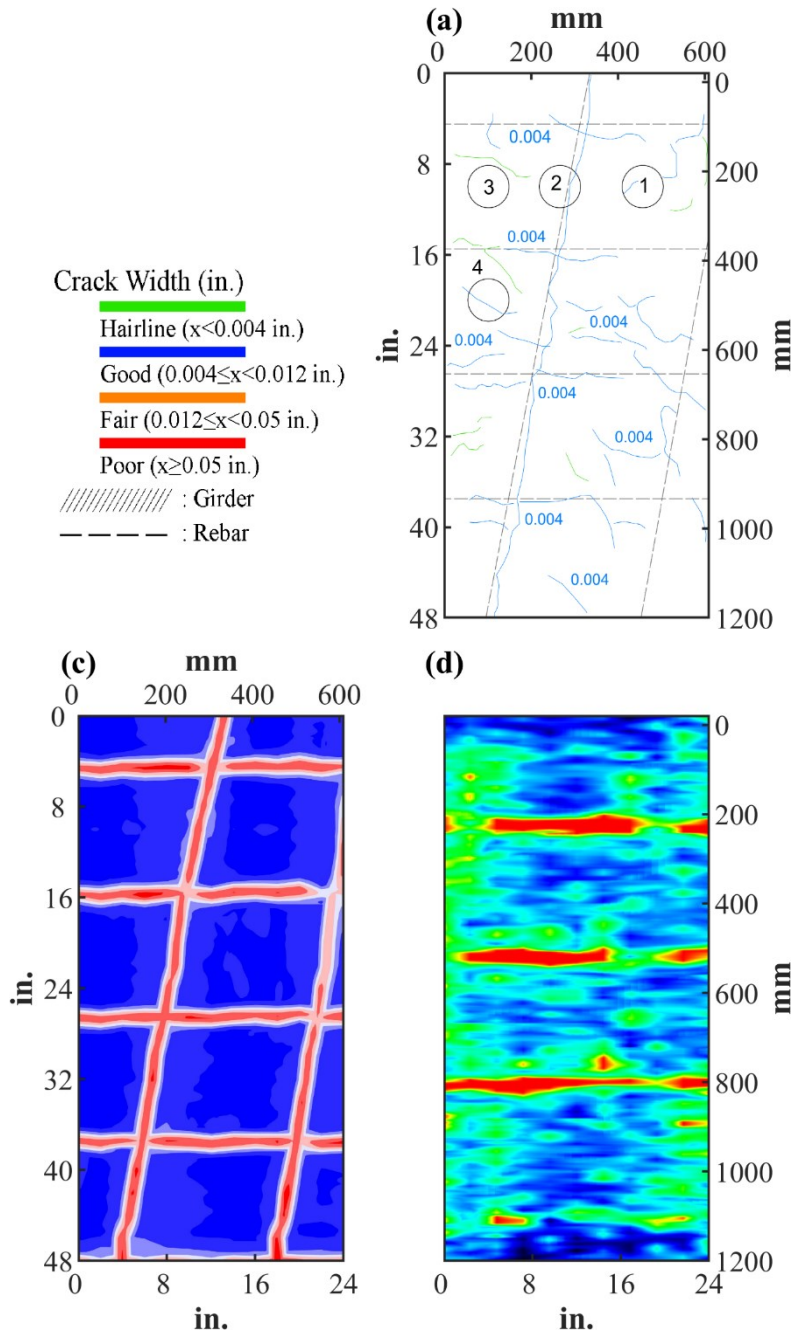 (a)
mm
0 200 400 600
0
8
16
24
32
40
48
in.
0
200
400
600
800
1000
1200
mm
0.004
3
2
1
0.004
4
0.004
0.004
0.004
0.004
0.004
0.004
Crack Width (in.)
Hairline (x<0.004 in.)
Good (0.004≤x<0.012 in.)
Fair (0.012≤x<0.05 in.)
Poor (x≥0.05 in.)
: Girder
: Rebar
(c)
mm
0 200 400 600
0
8
16
24
32
40
48
in.
0 8 16 24
in.
(d)
0
200
400
600
800
1000
1200
mm
0 8 16 24
in.